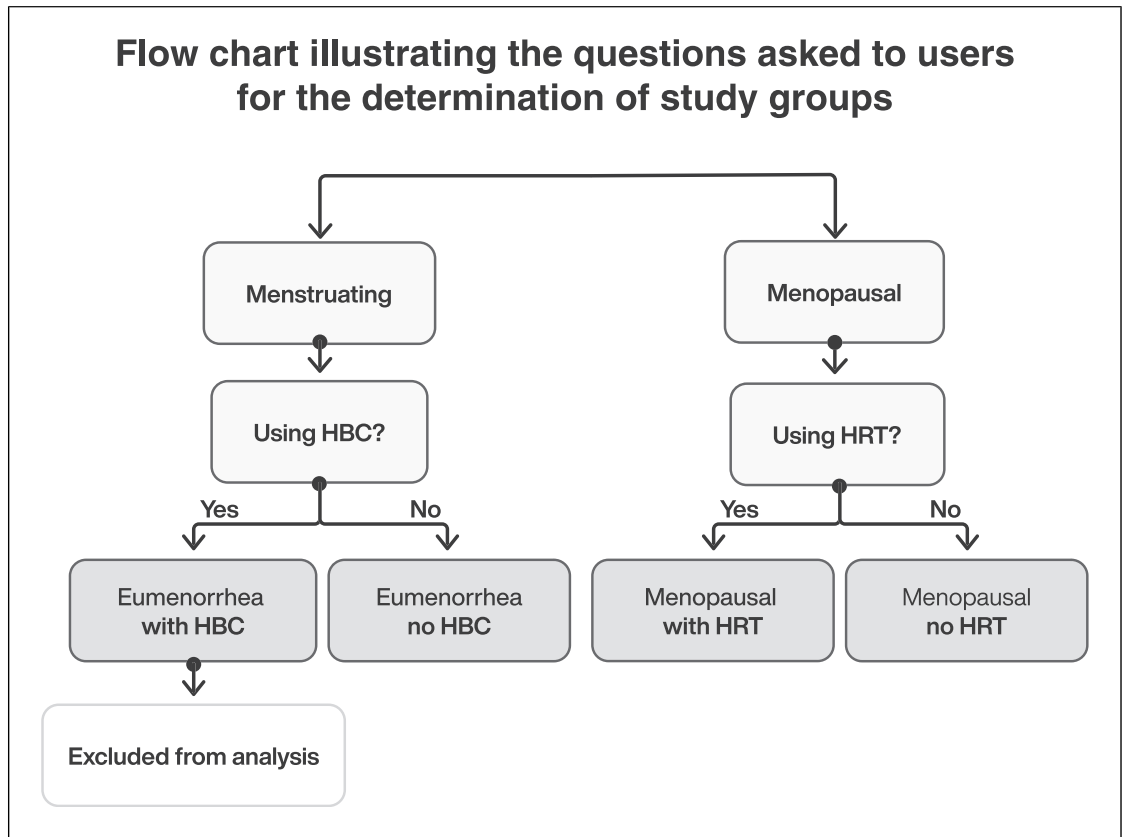 Flow chart illustrating the questions asked to users
for the determination of study groups
Menstruating
Menopausal
Using HBC?
Using HRT?
Yes
No
Yes
No
Eumenorrhea
with HBC
Eumenorrhea
no HBC
Menopausal
with HRT
Menopausal
no HRT
Excluded from analysis